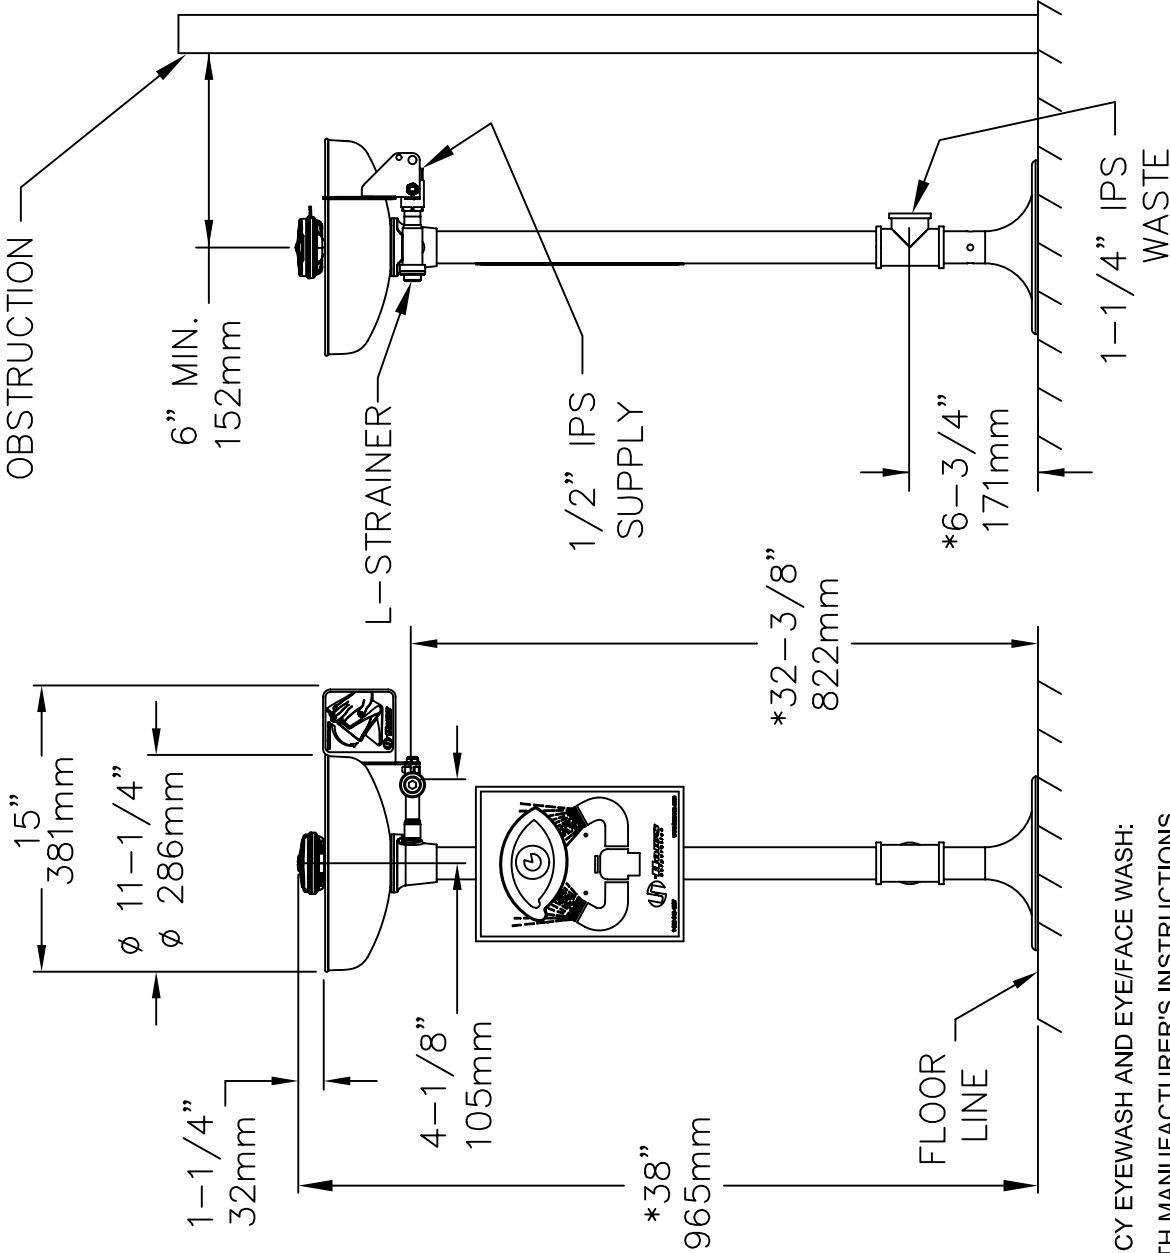 OBSTRUCTION
6” MIN.
152mm
L-STRAINER
1/2” IPS
SUPPLY
1-1/4” IPS
WASTE
*6-3/4”
171mm
*32-3/8”
822mm
15”
381mm
ø 11-1/4”
ø 286mm
1-1/4”
32mm
4-1/8”
105mm
*38”
965mm
FLOOR
LINE
CY EYEWASH AND EYE/FACE WASH:
TH MANUFACTURER'S INSTRUCTIONS